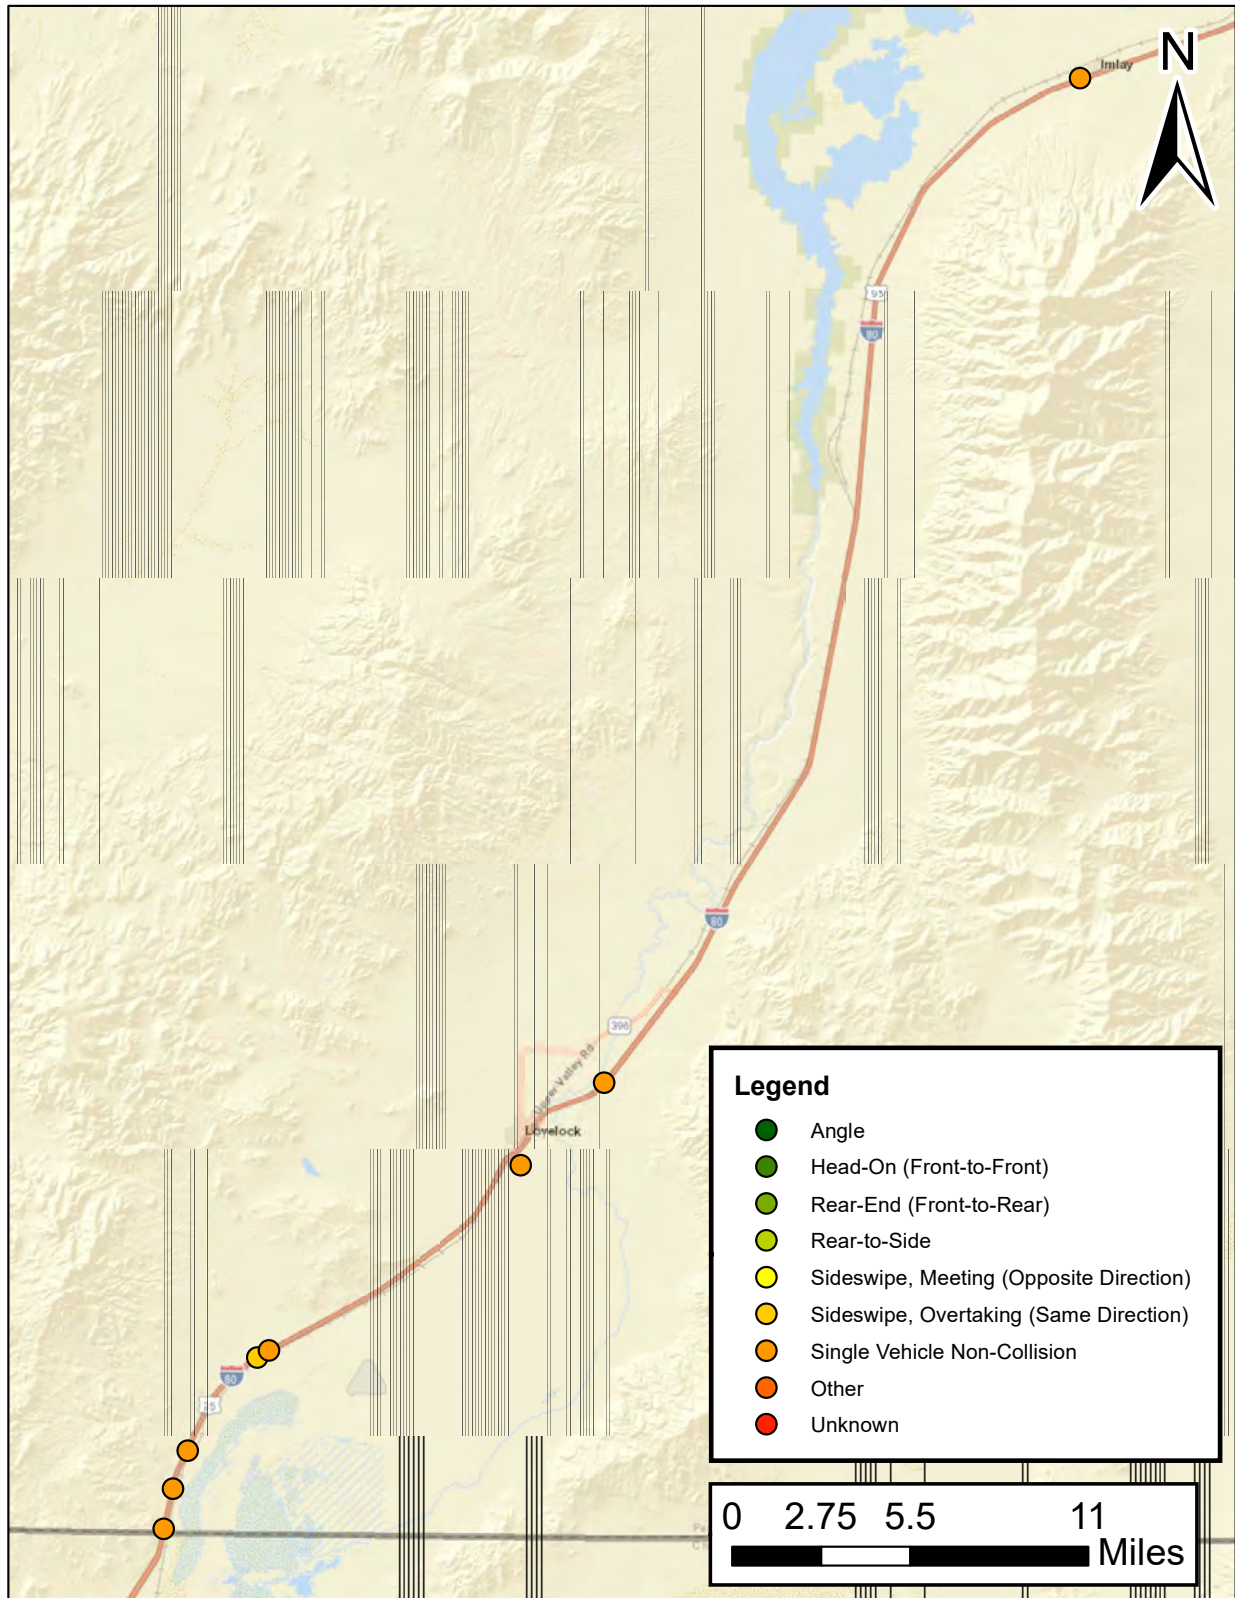 Imlay
N
95
80
80
396
Upper Valley Rd
Lovelock
80
Legend
Angle
Head-On (Front-to-Front)
Rear-End (Front-to-Rear)
Rear-to-Side
Sideswipe, Meeting (Opposite Direction)
Sideswipe, Overtaking (Same Direction)
Single Vehicle Non-Collision
Other
Unknown
0 2.75 5.5 11
Miles